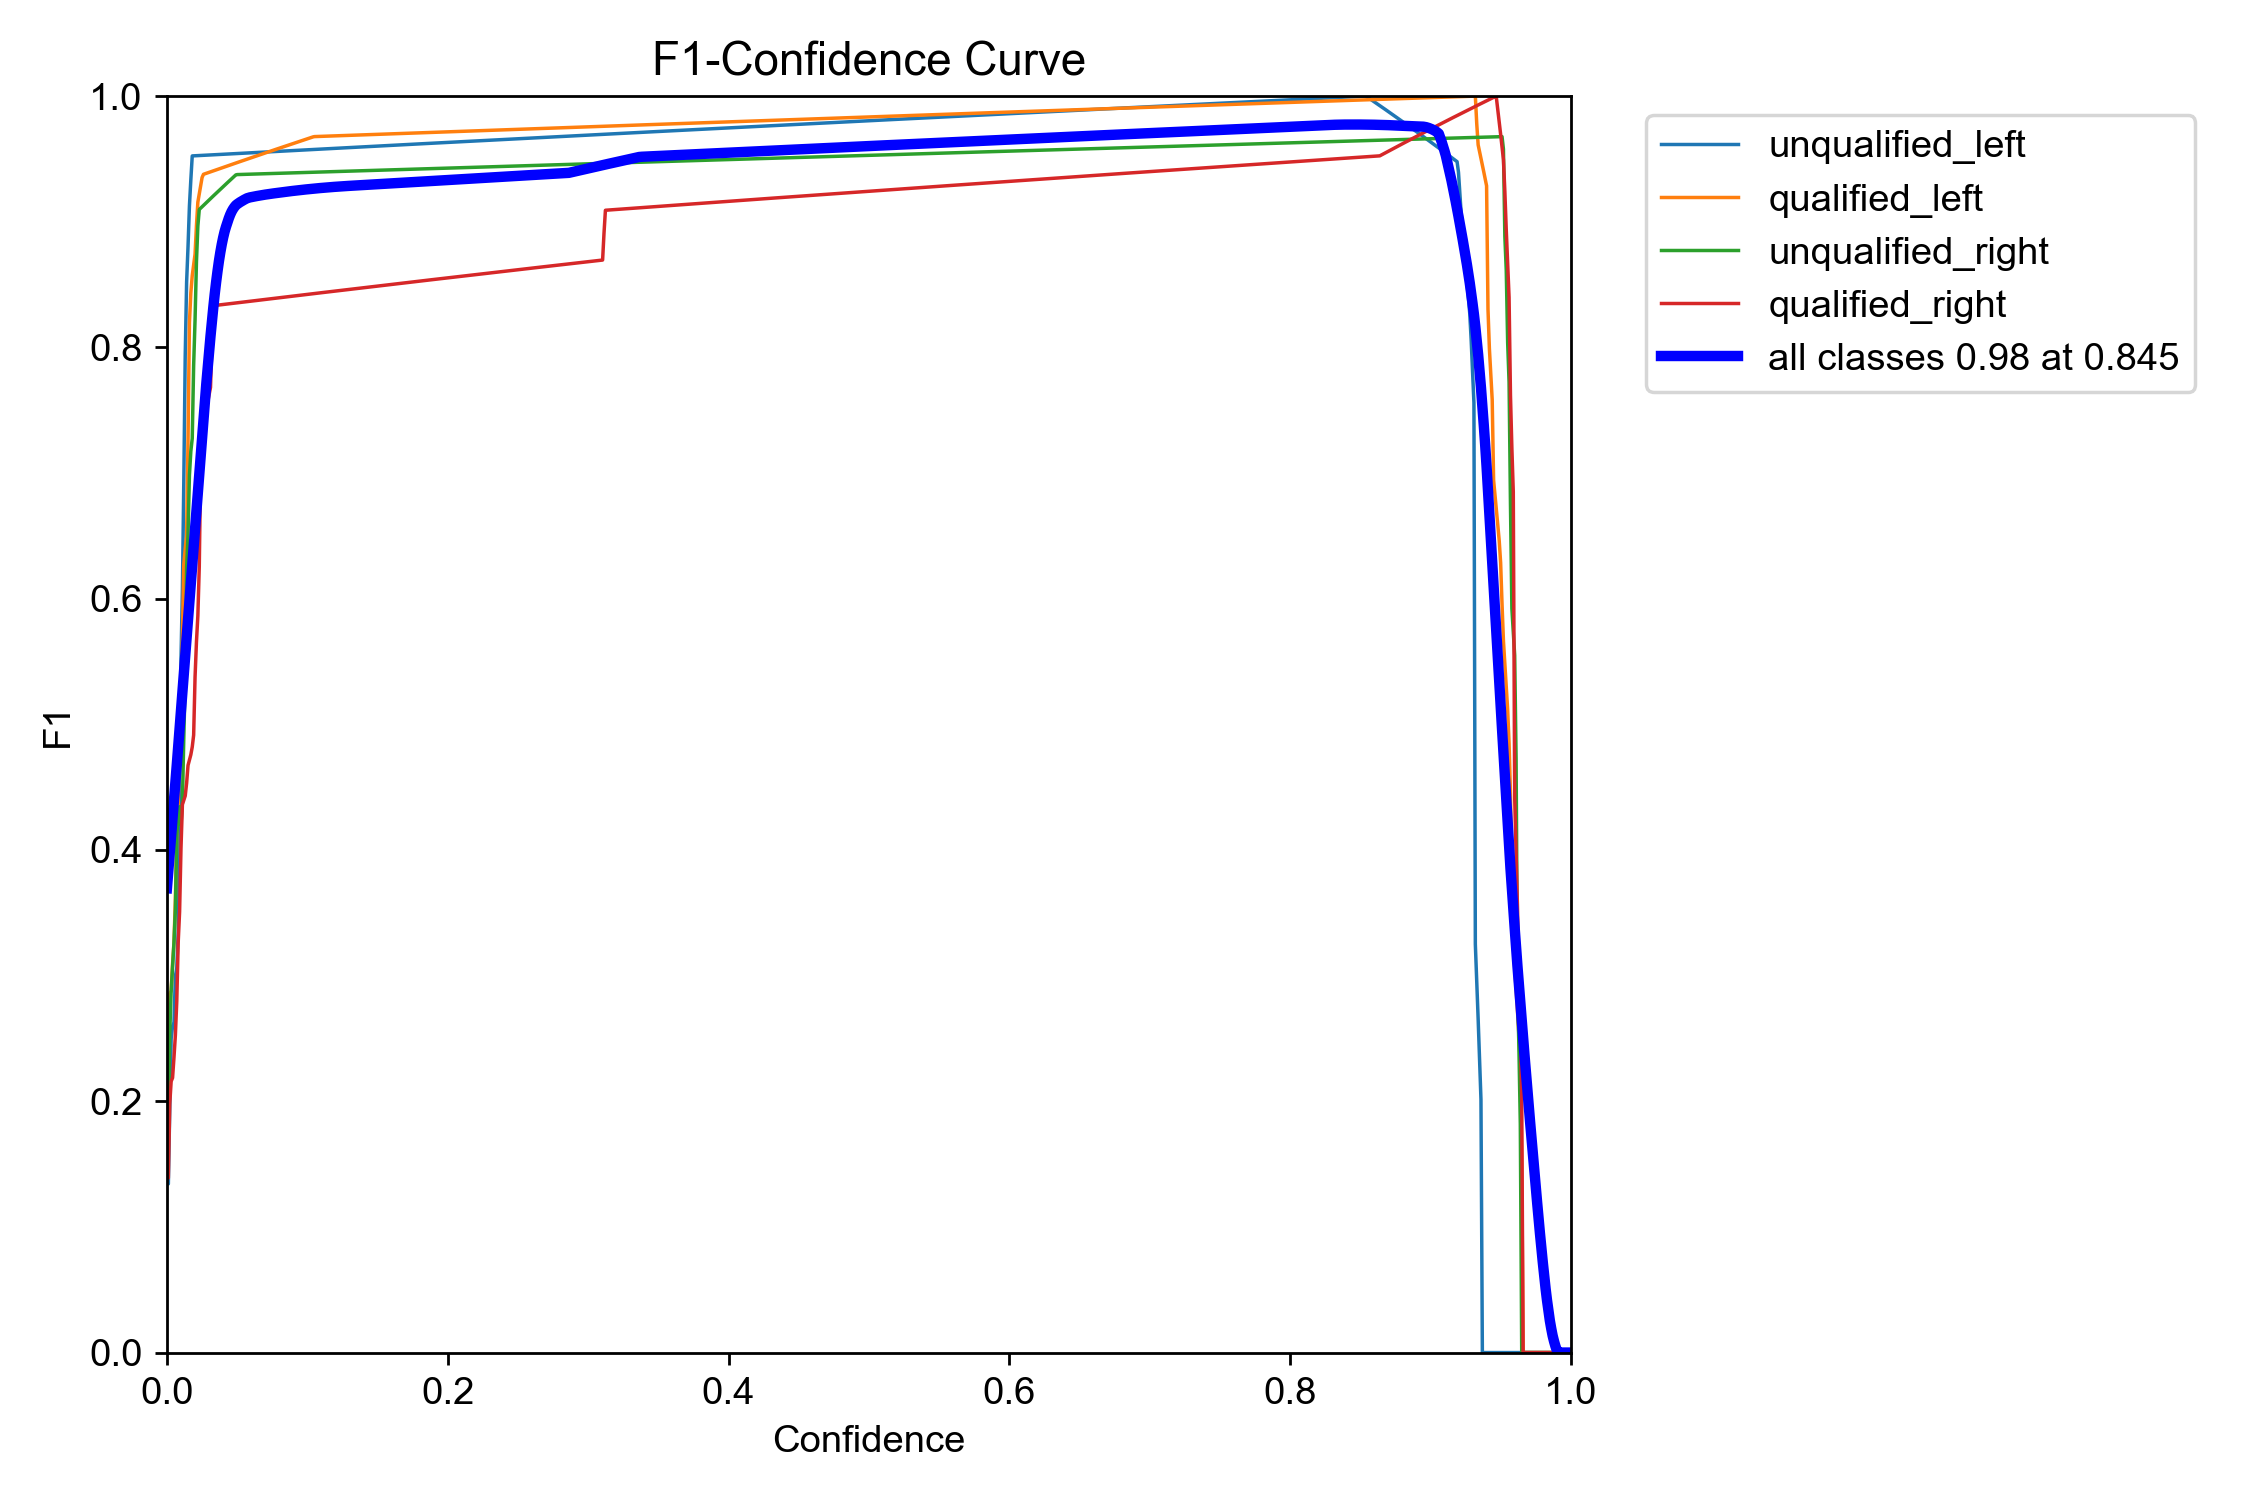 F1-Confidence Curve
1.0
0.8
0.6
0.4
0.2
0.0
F1
0.0 0.2 0.4 0.6 0.8 1.0
Confidence
unqualified_left
qualified_left
unqualified_right
qualified_right
all classes 0.98 at 0.845